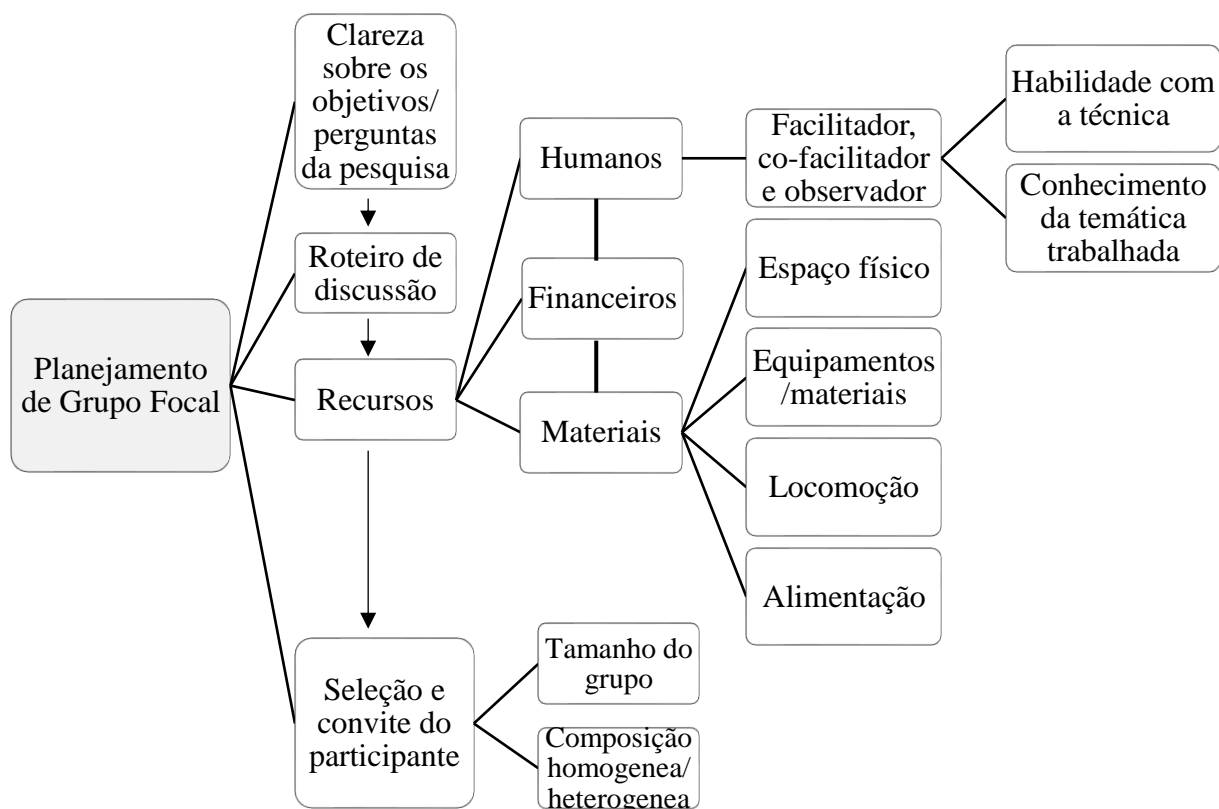 Planejamento
de Grupo Focal
Clareza
sobre os
objetivos/
perguntas
da pesquisa
Roteiro de
discussão
Recursos
Seleção e
convite do
participante
Humanos
Financeiros
Materiais
Tamanho do
grupo
Composição
homogenea/
heterogenea
Facilitador,
co-facilitador
e observador
Espaço físico
Equipamentos
/materiais
Locomoção
Alimentação
Habilidade com
a técnica
Conhecimento
da temática
trabalhada